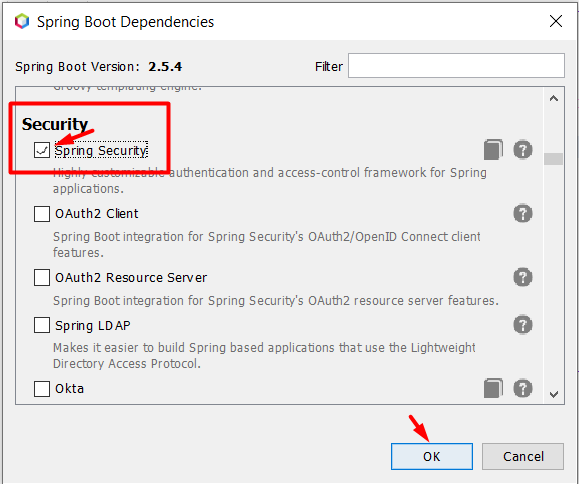 Spring Boot Dependencies
Spring Boot Version: 2.5.4
Filter
Groovy templating engine.
Security
Spring Security
Highly customizable authentication and access-control framework for Spring
applications.
OAuth2 Client
Spring Boot integration for Spring Security's OAuth2/OpenID Connect client
features.
OAuth2 Resource Server
Spring Boot integration for Spring Security's OAuth2 resource server features.
Spring LDAP
Makes it easier to build Spring based applications that use the Lightweight
Directory Access Protocol.
Okta
OK
Cancel